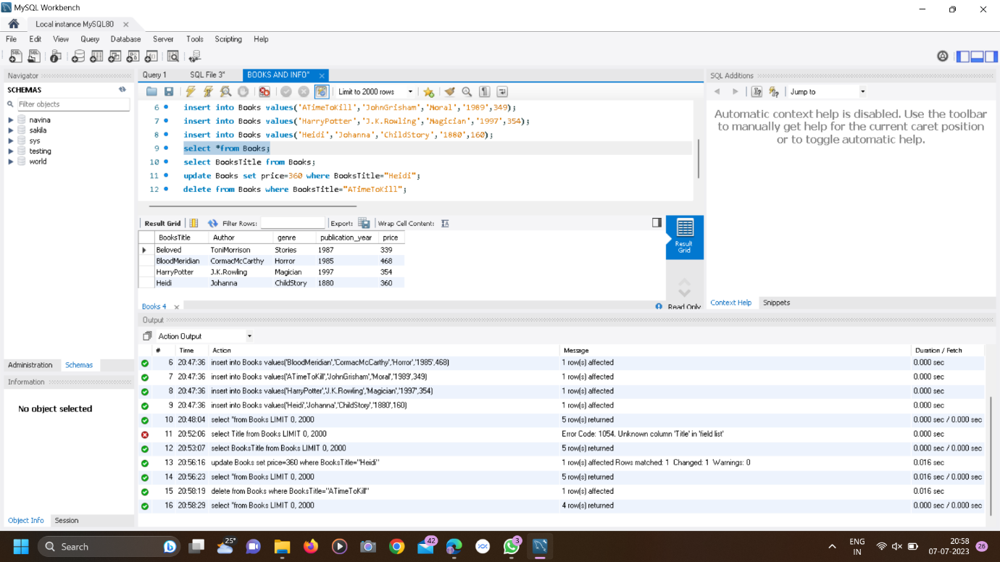 MySQL Workbench
Local instance MySQL80
File Edit View Query Database Server Tools Scripting Help
Navigator
SCHEMAS
Filter objects
navina
sakila
sys
testing
world
Administration Schemas
Information
No object selected
Object Info Session
Query 1 SQL File 3* BOOKS AND INFO*
Limit to 2000 rows
6 insert into Books values('ATimeToKill','JohnGrisham','Moral','1989',349);
7 insert into Books values('HarryPotter','J.K.Rowling','Magician','1997',354);
8 insert into Books values('Heidi','Johanna','ChildStory','1880',160);
9 select *from Books;
10 select BooksTitle from Books;
11 update Books set price=360 where BooksTitle="Heidi";
12 delete from Books where BooksTitle="ATimeToKill";
Result Grid Filter Rows: Export: Wrap Cell Content:
BooksTitle Author genre publication_year price
Beloved ToniMorrison Stories 1987 339
BloodMeridian CormacMcCarthy Horror 1985 468
HarryPotter J.K.Rowling Magician 1997 354
Heidi Johanna ChildStory 1880 360
Result
Grid
Books 4 Read Only
SQL Additions
Jump to
Automatic context help is disabled. Use the toolbar
to manually get help for the current caret position
or to toggle automatic help.
Context Help Snippets
Output
Action Output
# Time Action Message Duration / Fetch
6 20:47:36 insert into Books values('BloodMeridian','CormacMcCarthy','Horror','1985',468) 1 row(s) affected 0.000 sec
7 20:47:36 insert into Books values('ATimeToKill','JohnGrisham','Moral','1989',349) 1 row(s) affected 0.000 sec
8 20:47:36 insert into Books values('HarryPotter','J.K.Rowling','Magician','1997',354) 1 row(s) affected 0.000 sec
9 20:47:36 insert into Books values('Heidi','Johanna','ChildStory','1880',160) 1 row(s) affected 0.000 sec
10 20:48:04 select *from Books LIMIT 0, 2000 5 row(s) returned 0.000 sec / 0.000 sec
11 20:52:06 select Title from Books LIMIT 0, 2000 Error Code: 1054. Unknown column 'Title' in 'field list' 0.000 sec
12 20:53:07 select BooksTitle from Books LIMIT 0, 2000 5 row(s) returned 0.000 sec / 0.000 sec
13 20:56:16 update Books set price=360 where BooksTitle="Heidi" 1 row(s) affected Rows matched: 1 Changed: 1 Warnings: 0 0.016 sec
14 20:56:23 select *from Books LIMIT 0, 2000 5 row(s) returned 0.016 sec / 0.000 sec
15 20:58:19 delete from Books where BooksTitle="ATimeToKill" 1 row(s) affected 0.016 sec
16 20:58:29 select *from Books LIMIT 0, 2000 4 row(s) returned 0.000 sec / 0.000 sec
Search 25° 42 3 ENG 20:58
IN 07-07-2023 26